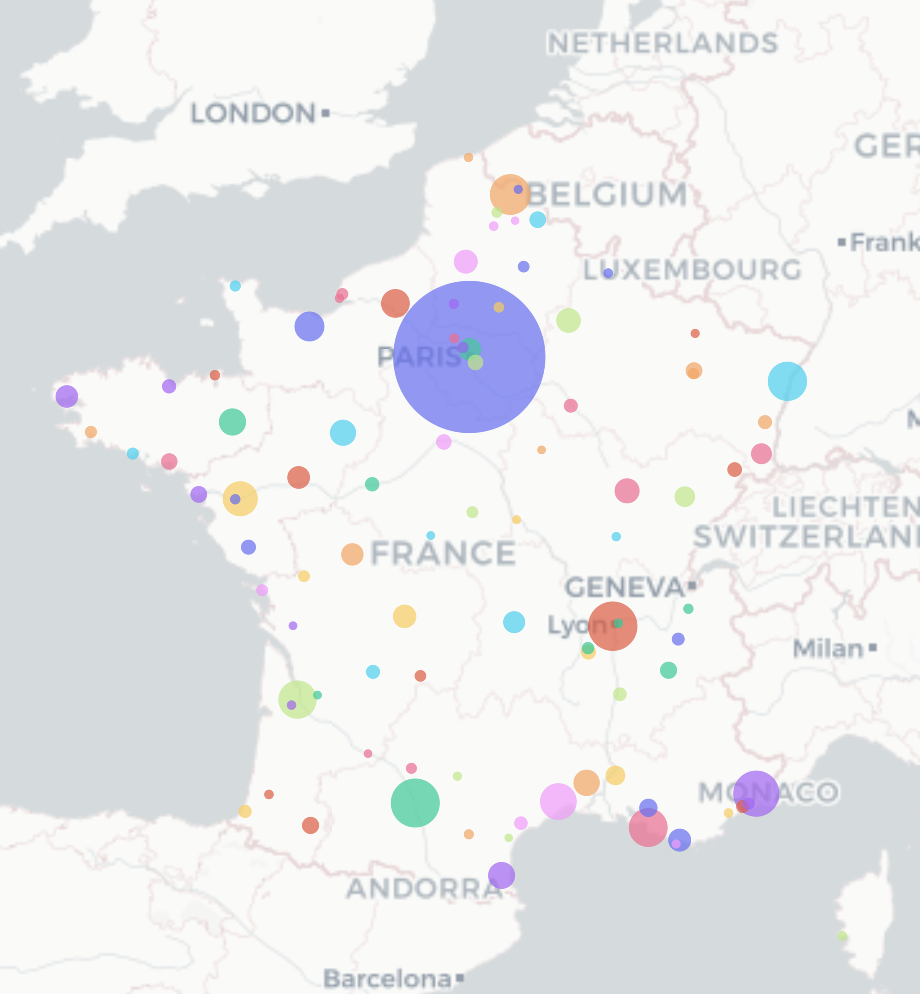 NETHERLANDS
LONDON
GER
BELGIUM
Frank
LUXEMBOURG
PARIS
LIECHTEN
SWITZERLAN
FRANCE
GENEVA
Lyon
Milan
MONACO
ANDORRA
Barcelona